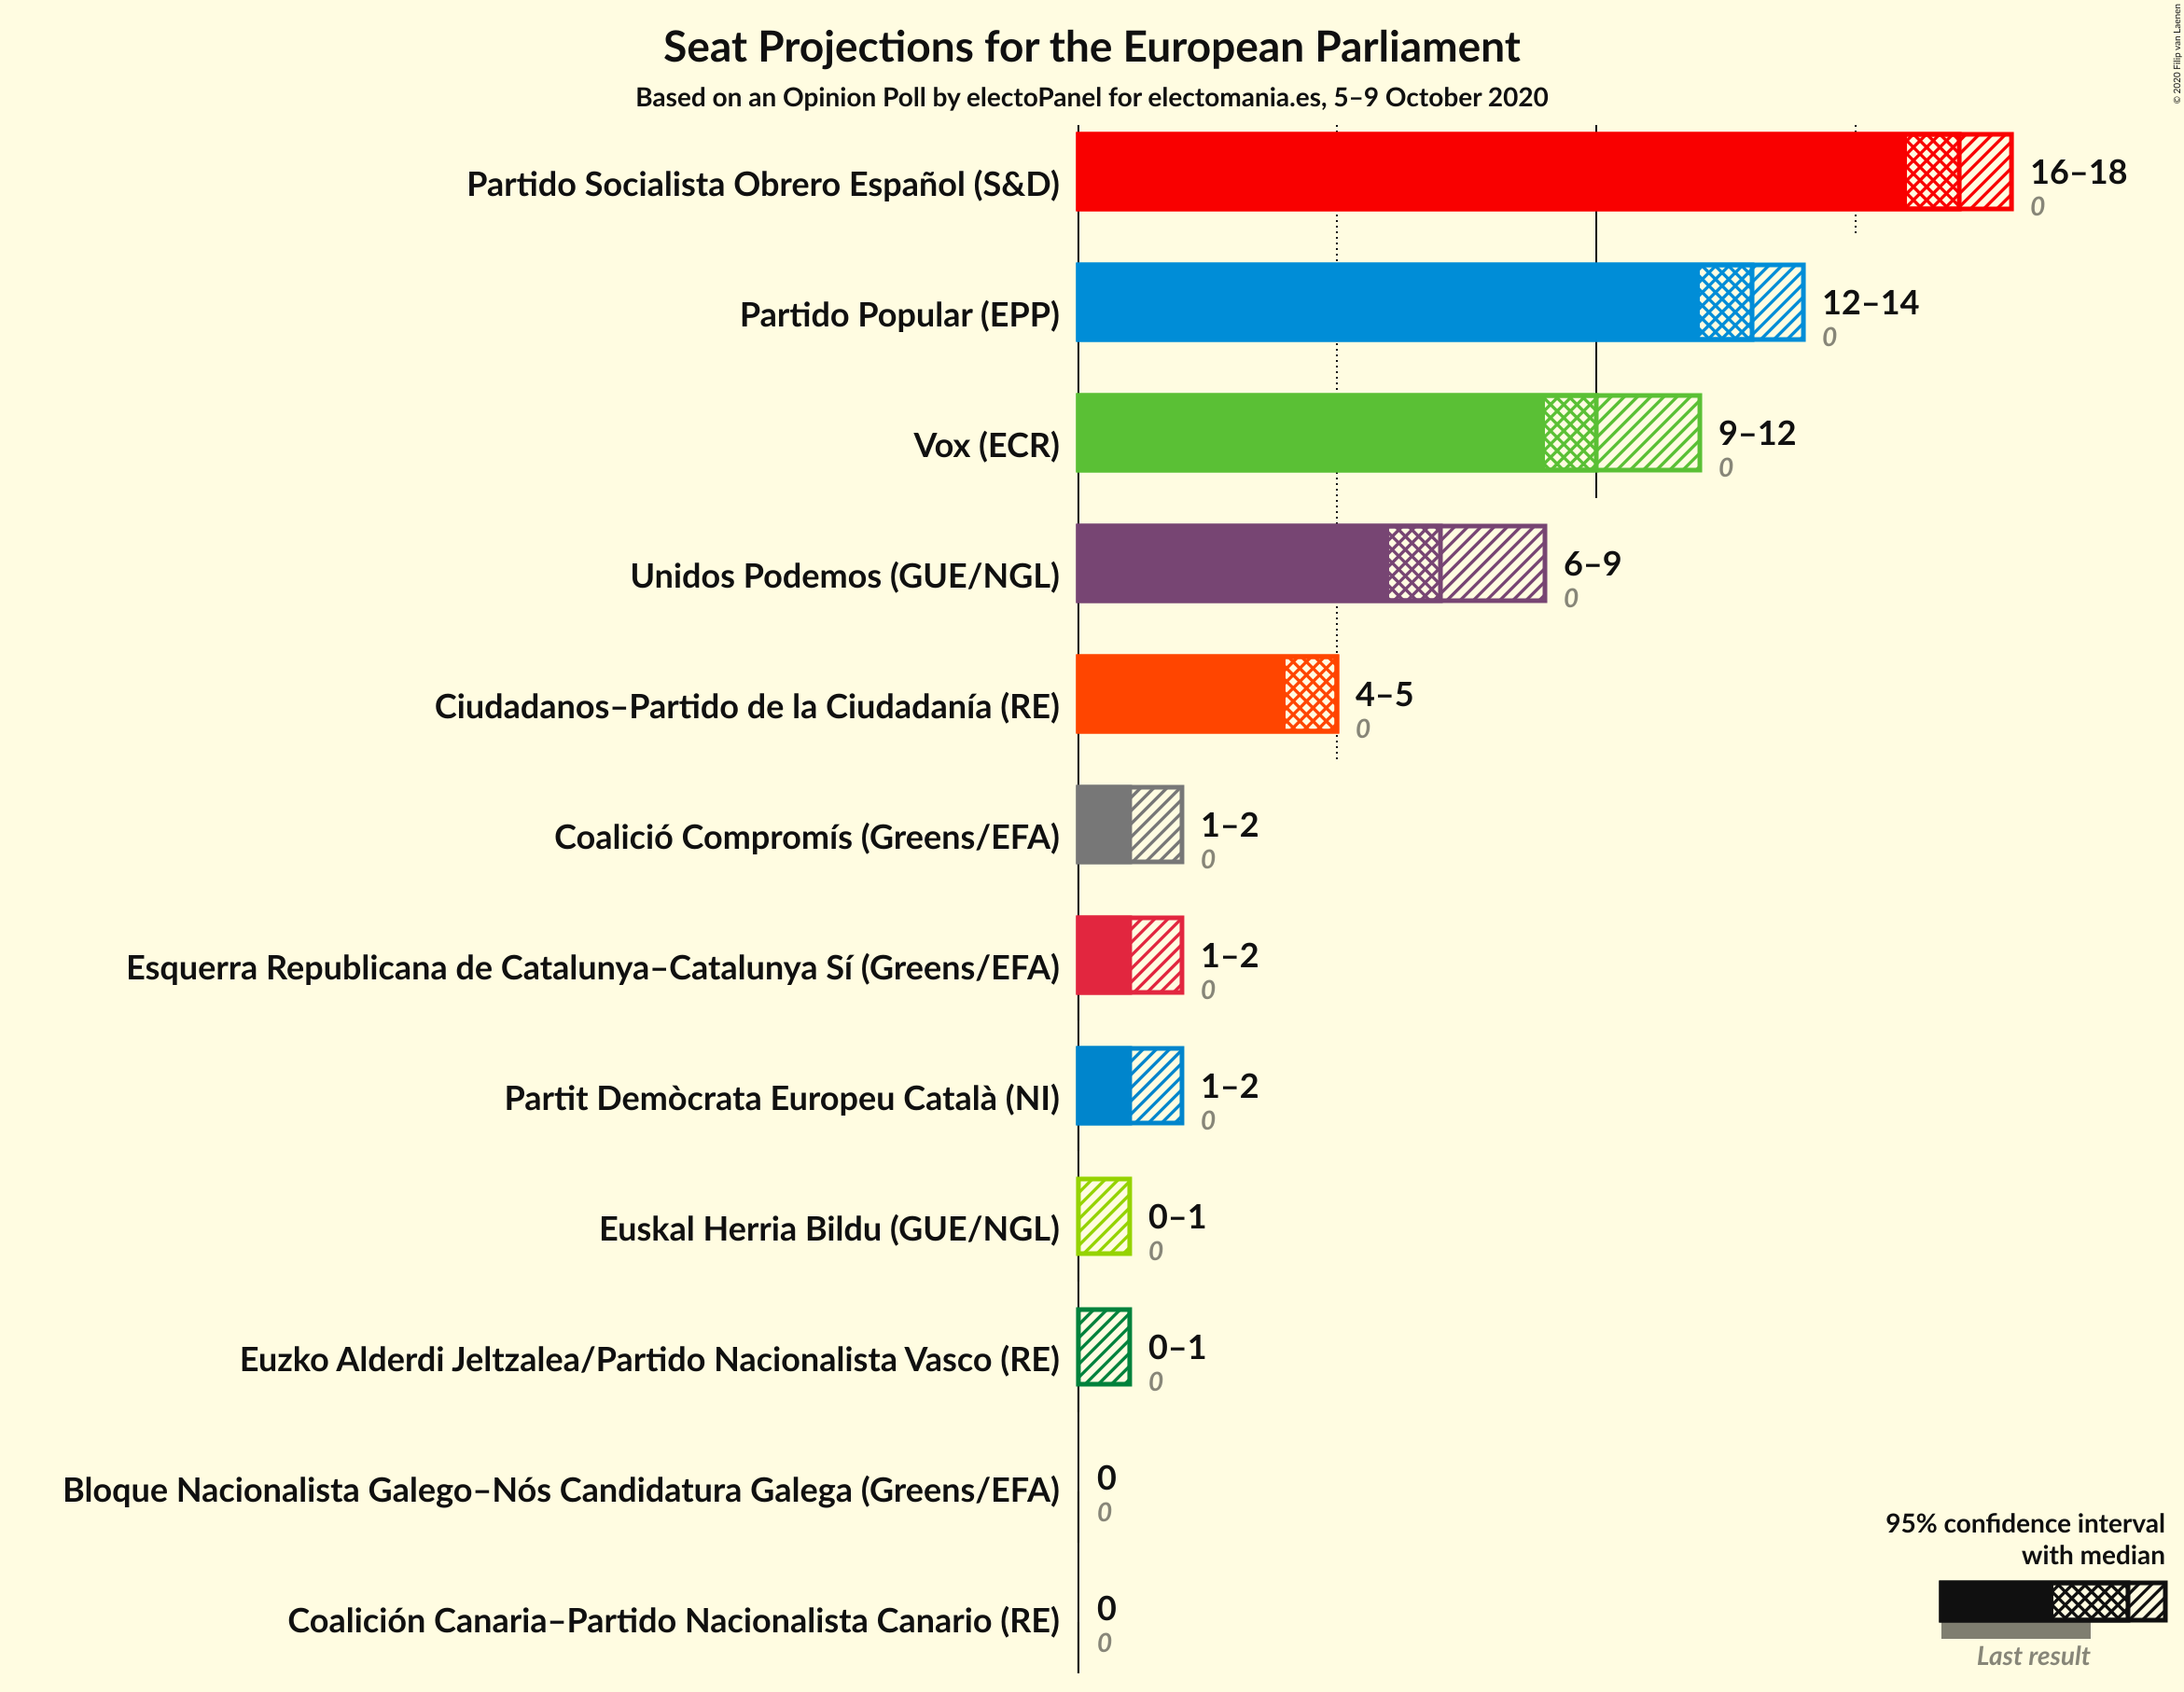 © 2020 Filip van Laenen
Seat Projections for the European Parliament
Based on an Opinion Poll by electoPanel for electomania.es, 5–9 October 2020
Partido Socialista Obrero Español (S&D)
16–18
0
Partido Popular (EPP)
12–14
0
Vox (ECR)
9–12
0
Unidos Podemos (GUE/NGL)
6–9
0
Ciudadanos–Partido de la Ciudadanía (RE)
4–5
0
Coalició Compromís (Greens/EFA)
1–2
0
Esquerra Republicana de Catalunya–Catalunya Sí (Greens/EFA)
1–2
0
Partit Demòcrata Europeu Català (NI)
1–2
0
Euskal Herria Bildu (GUE/NGL)
0–1
0
Euzko Alderdi Jeltzalea/Partido Nacionalista Vasco (RE)
0–1
0
Bloque Nacionalista Galego–Nós Candidatura Galega (Greens/EFA)
0
0
Coalición Canaria–Partido Nacionalista Canario (RE)
0
0
95% confidence interval
with median
Last result